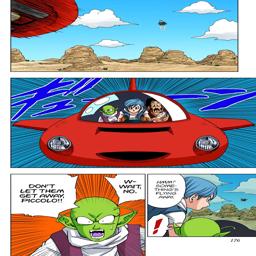 DON'T
LET THEM
GET AWAY,
PICCOLO!!
W-
WAIT,
NO.
HMM?
SOME-
THING'S
FLYING
AWAY.
!
176